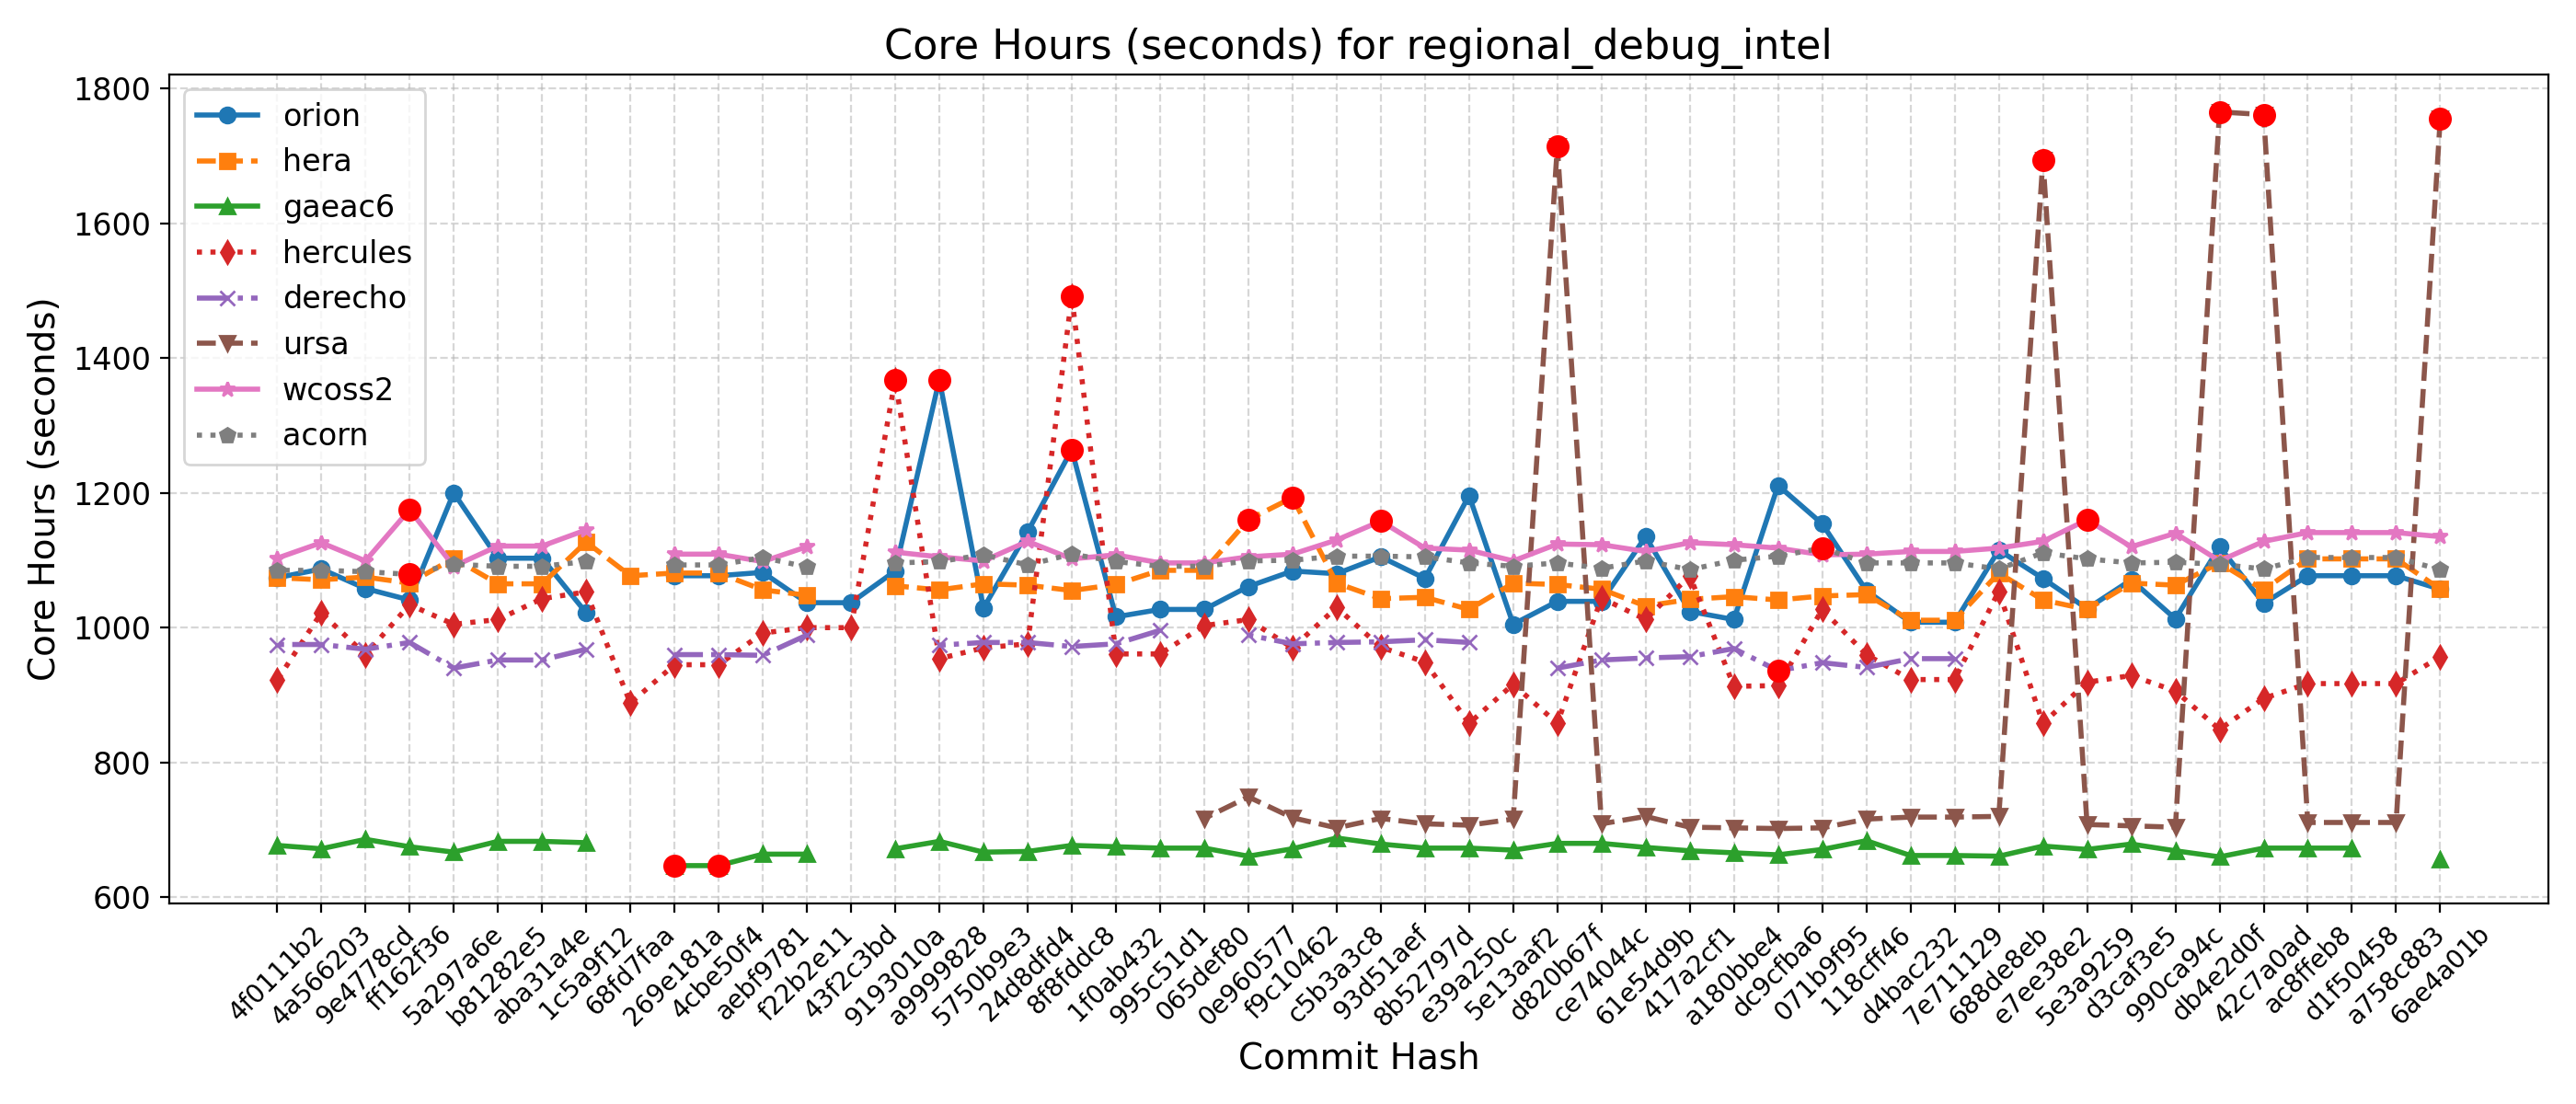 Core Hours (seconds) for regional_debug_intel
Core Hours (seconds)
1800
1600
1400
1200
1000
800
600
orion
hera
gaeac6
hercules
derecho
ursa
wcoss2
acorn
4f0111b2
4a566203
9e4778cd
ff162f36
5a297a6e
b81282e5
aba31a4e
1c5a9f12
68fd7faa
269e181a
4cbe50f4
aebf9781
f22b2e11
43f2c3bd
9193010a
a9999828
5750b9e3
24d8dfd4
8f8fddc8
1f0ab432
995c51d1
065def80
0e960577
f9c10462
c5b3a3c8
93d51aef
8b52797d
e39a250c
5e13aaf2
d820b67f
ce74044c
61e54d9b
417a2cf1
a180bbe4
dc9cfba6
071b9f95
118cff46
d4bac232
7e711129
688de8eb
e7ee38e2
5e3a9259
d3caf3e5
990ca94c
db4e2d0f
42c7a0ad
ac8ffeb8
d1f50458
a758c883
6ae4a01b
Commit Hash